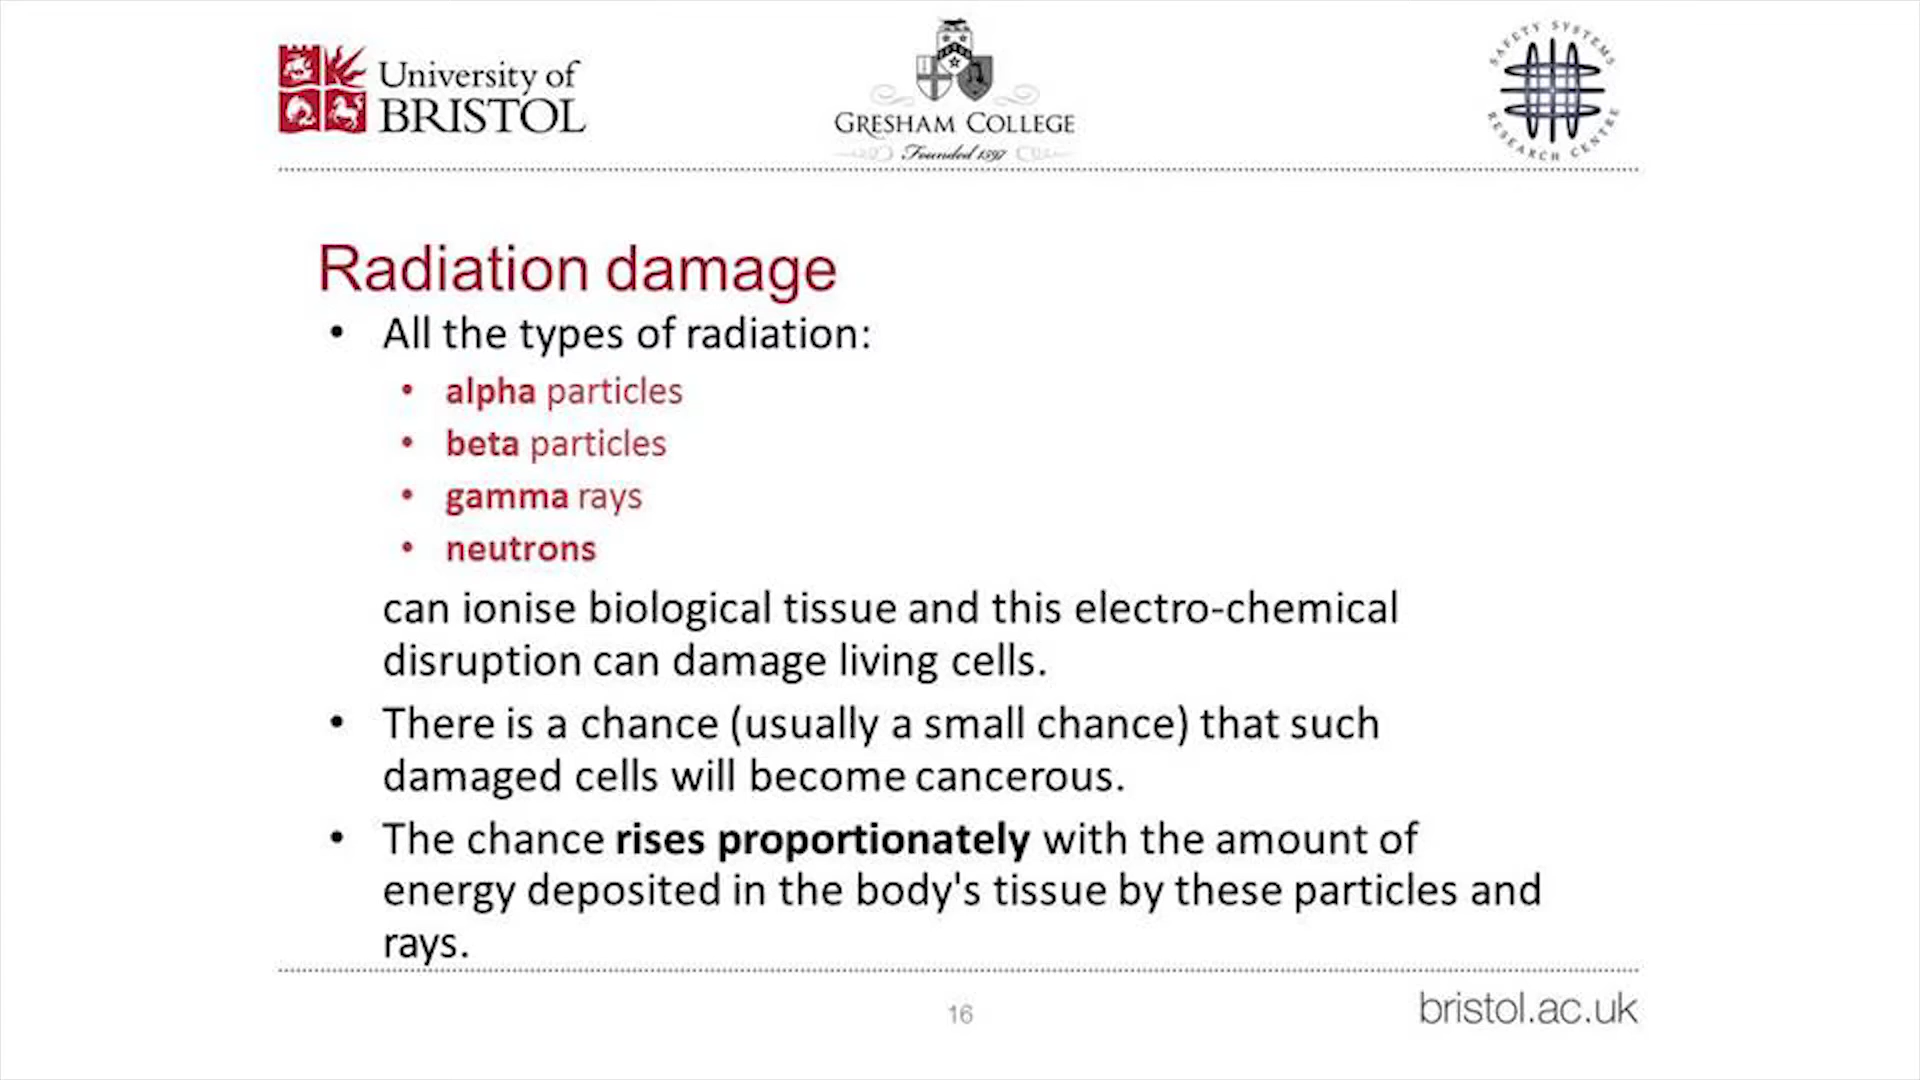 University of
BRISTOL
GRESHAM COLLEGE
Founded 1597
SAFETY SYSTEMS
RESEARCH CENTRE
Radiation damage
• All the types of radiation:
• alpha particles
• beta particles
• gamma rays
• neutrons
can ionise biological tissue and this electro-chemical
disruption can damage living cells.
• There is a chance (usually a small chance) that such
damaged cells will become cancerous.
• The chance rises proportionately with the amount of
energy deposited in the body's tissue by these particles and
rays.
16
bristol.ac.uk